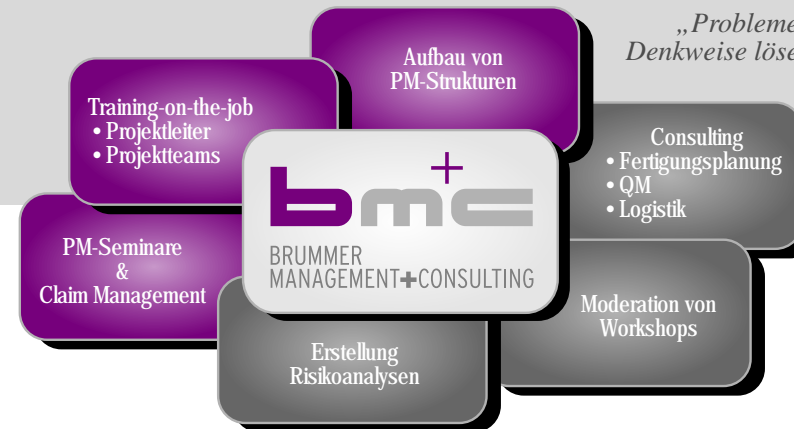 „Probleme
Denkweise löse
Aufbau von
PM-Strukturen
Training-on-the-job
• Projektleiter
• Projektteams
Consulting
• Fertigungsplanung
• QM
• Logistik
bm+c
BRUMMER
MANAGEMENT+CONSULTING
PM-Seminare
&
Claim Management
Moderation von
Workshops
Erstellung
Risikoanalysen